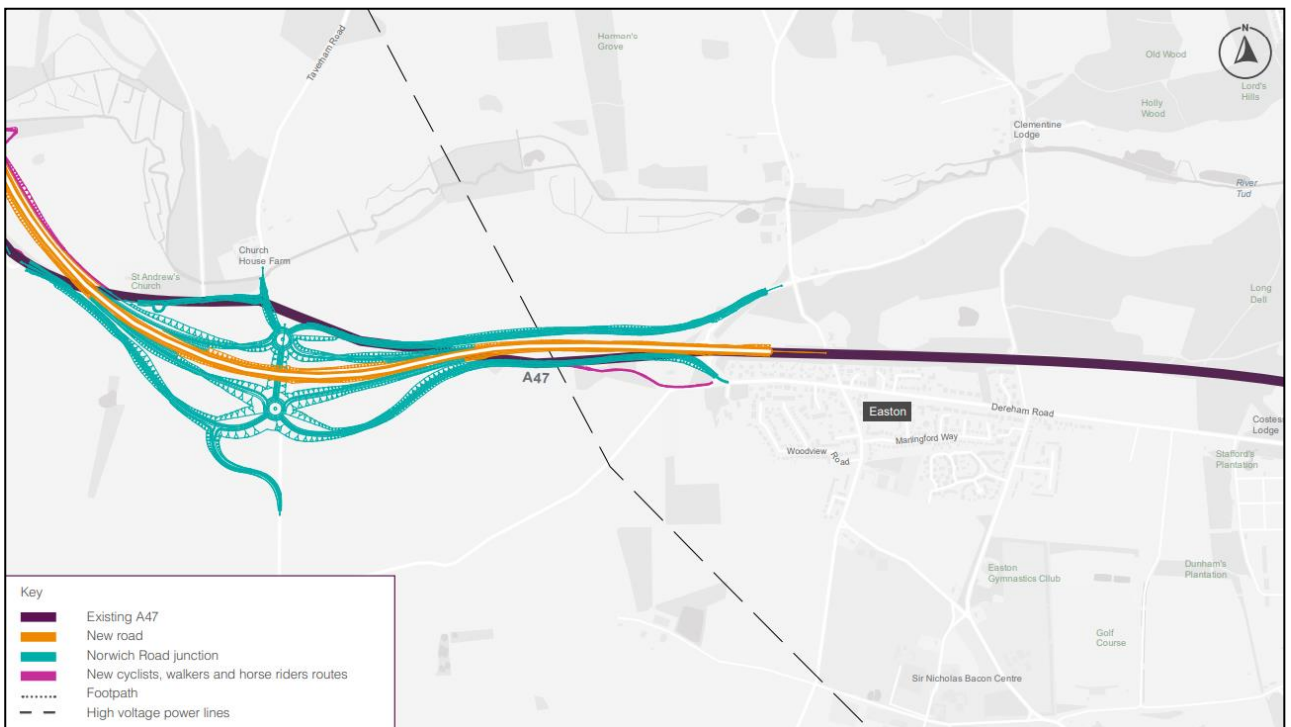 Harmon's
Grove
N
Old Wood
Lord's
Hills
Holly
Wood
Taverham Road
Clementine
Lodge
River
Tud
Church
House Farm
St Andrew's
Church
Long
Dell
A47
Easton
Dereham Road
Costes
Lodge
Marlingford Way
Woodview
Road
Stafford's
Plantation
Easton
Gymnastics Cllub
Dunham's
Plantation
Golf
Course
Sir Nicholas Bacon Centre
Key
Existing A47
New road
Norwich Road junction
New cyclists, walkers and horse riders routes
Footpath
High voltage power lines